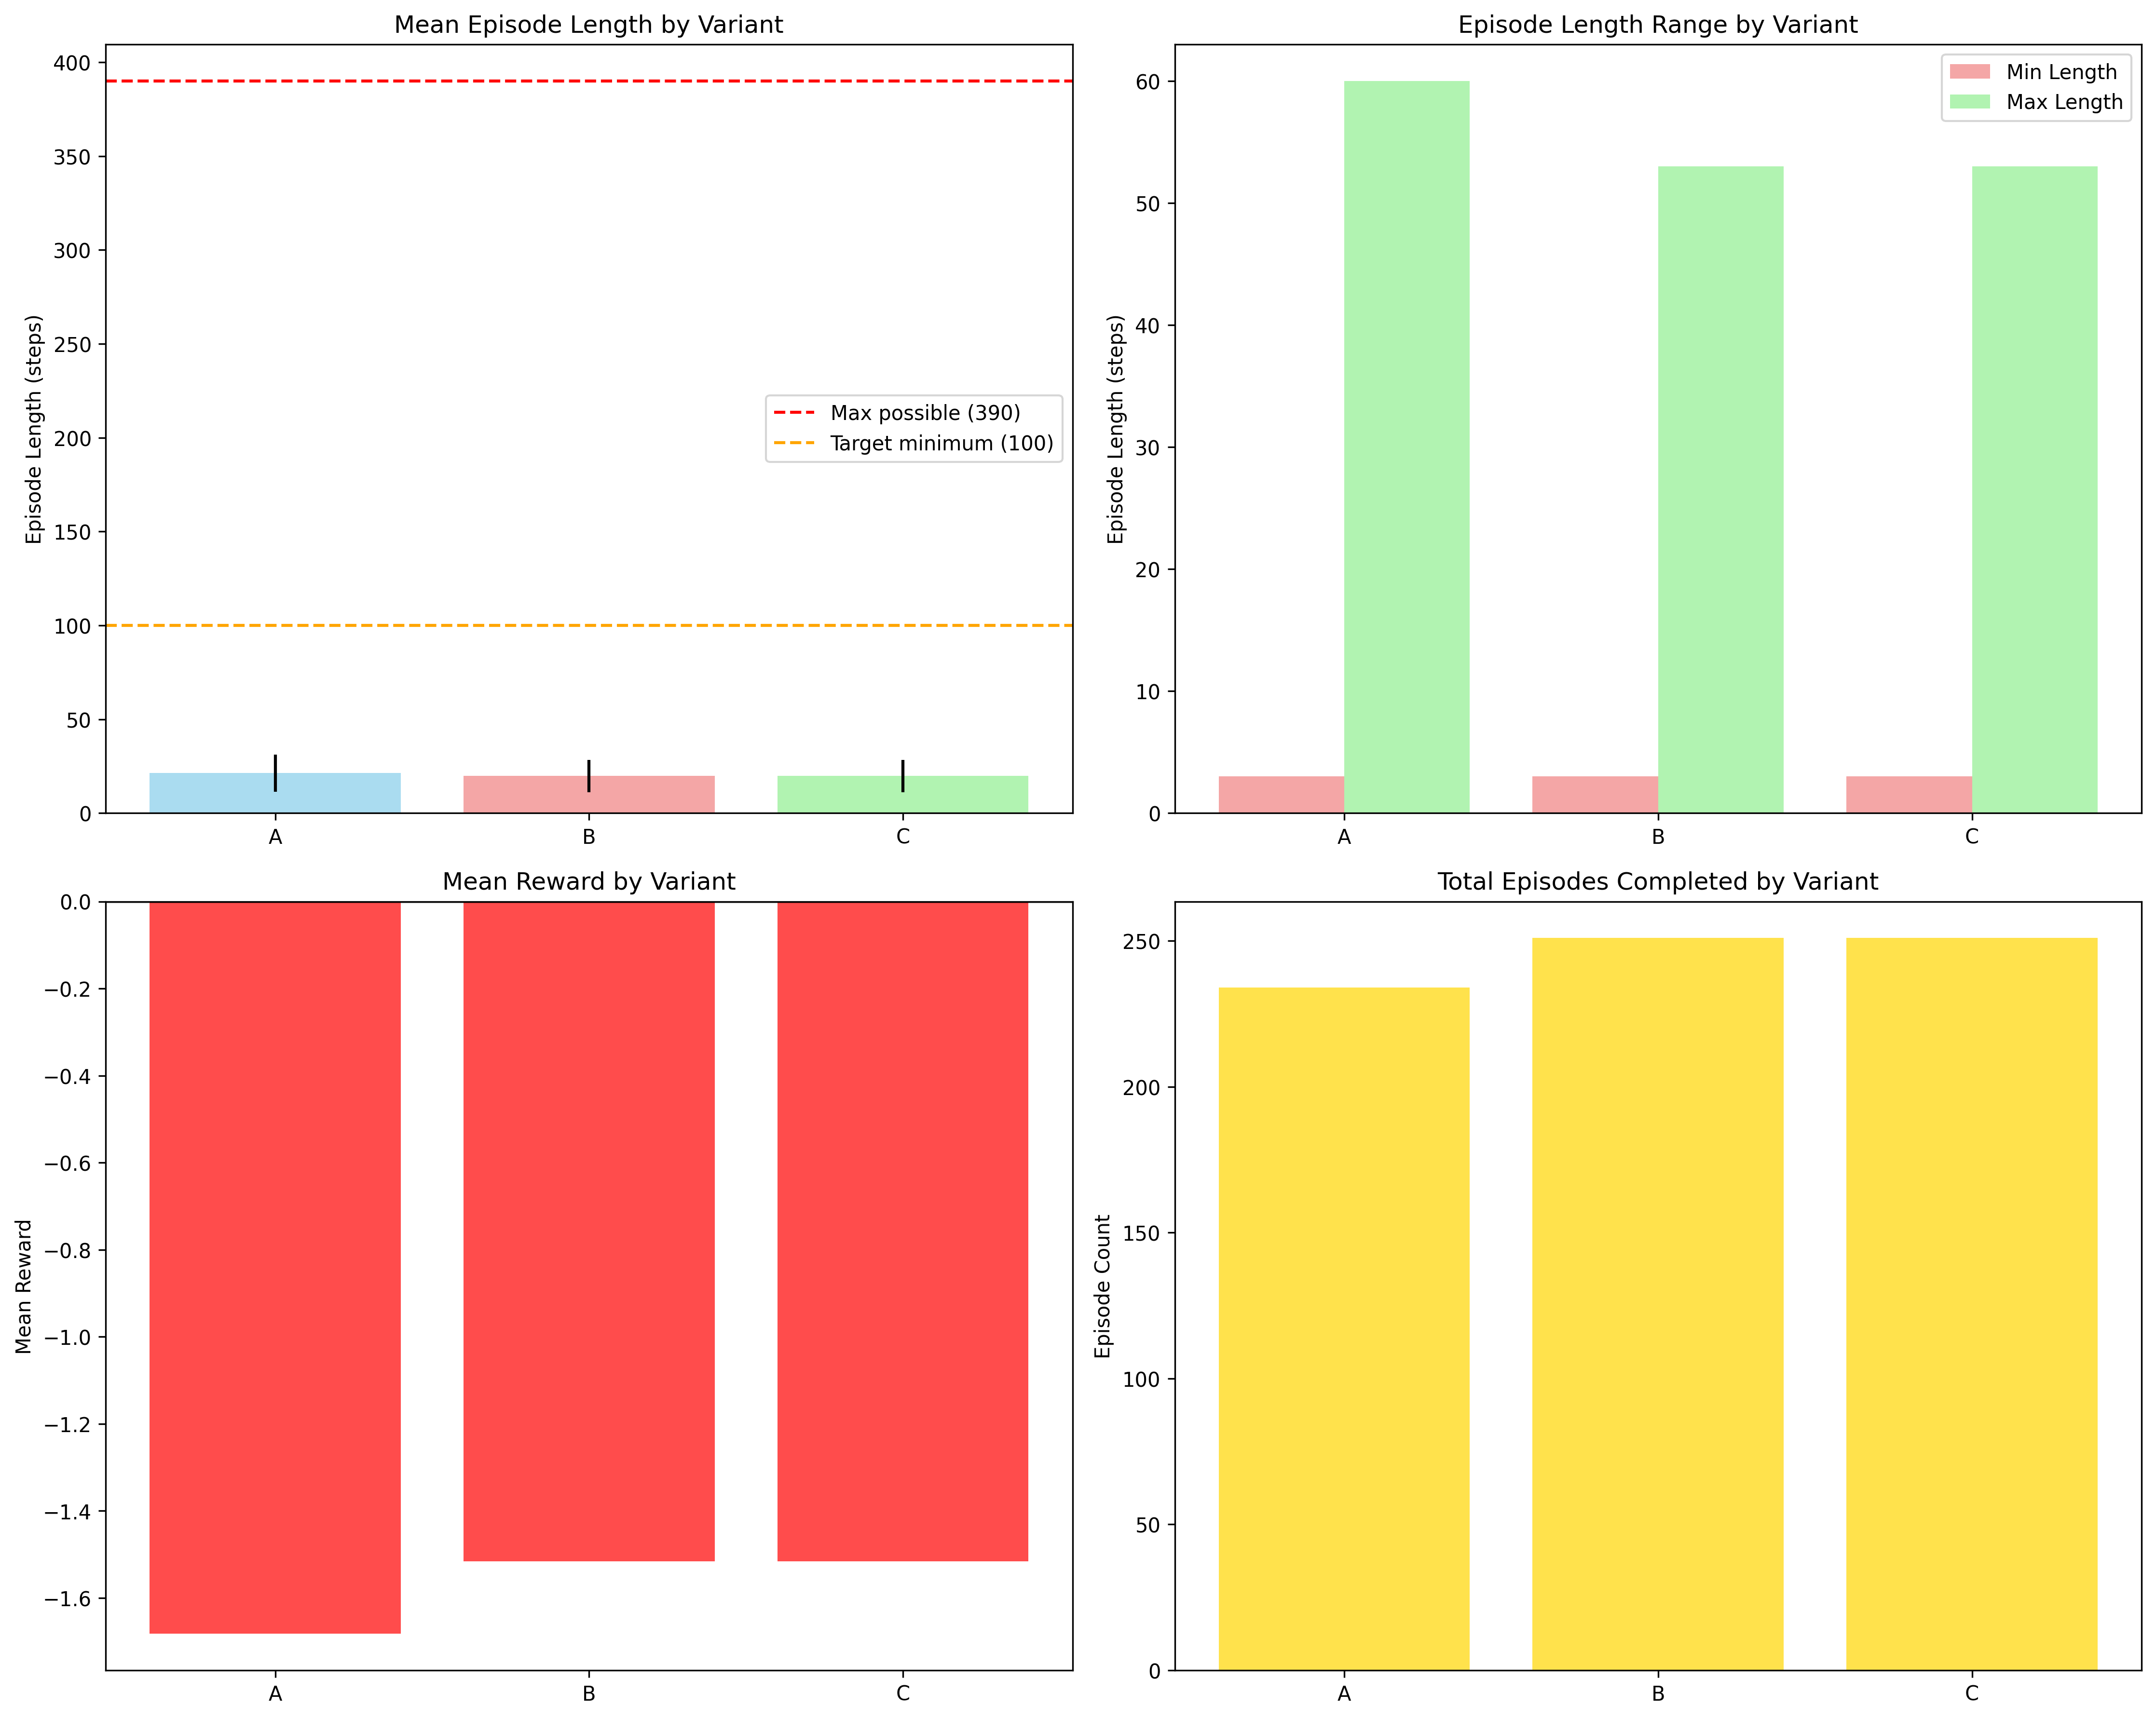 Mean Episode Length by Variant
Episode Length (steps)
400
350
300
250
200
150
100
50
0
Max possible (390)
Target minimum (100)
A B C
Episode Length Range by Variant
Episode Length (steps)
60
50
40
30
20
10
0
Min Length
Max Length
A B C
Mean Reward by Variant
Mean Reward
0.0
−0.2
−0.4
−0.6
−0.8
−1.0
−1.2
−1.4
−1.6
A B C
Total Episodes Completed by Variant
Episode Count
250
200
150
100
50
0
A B C